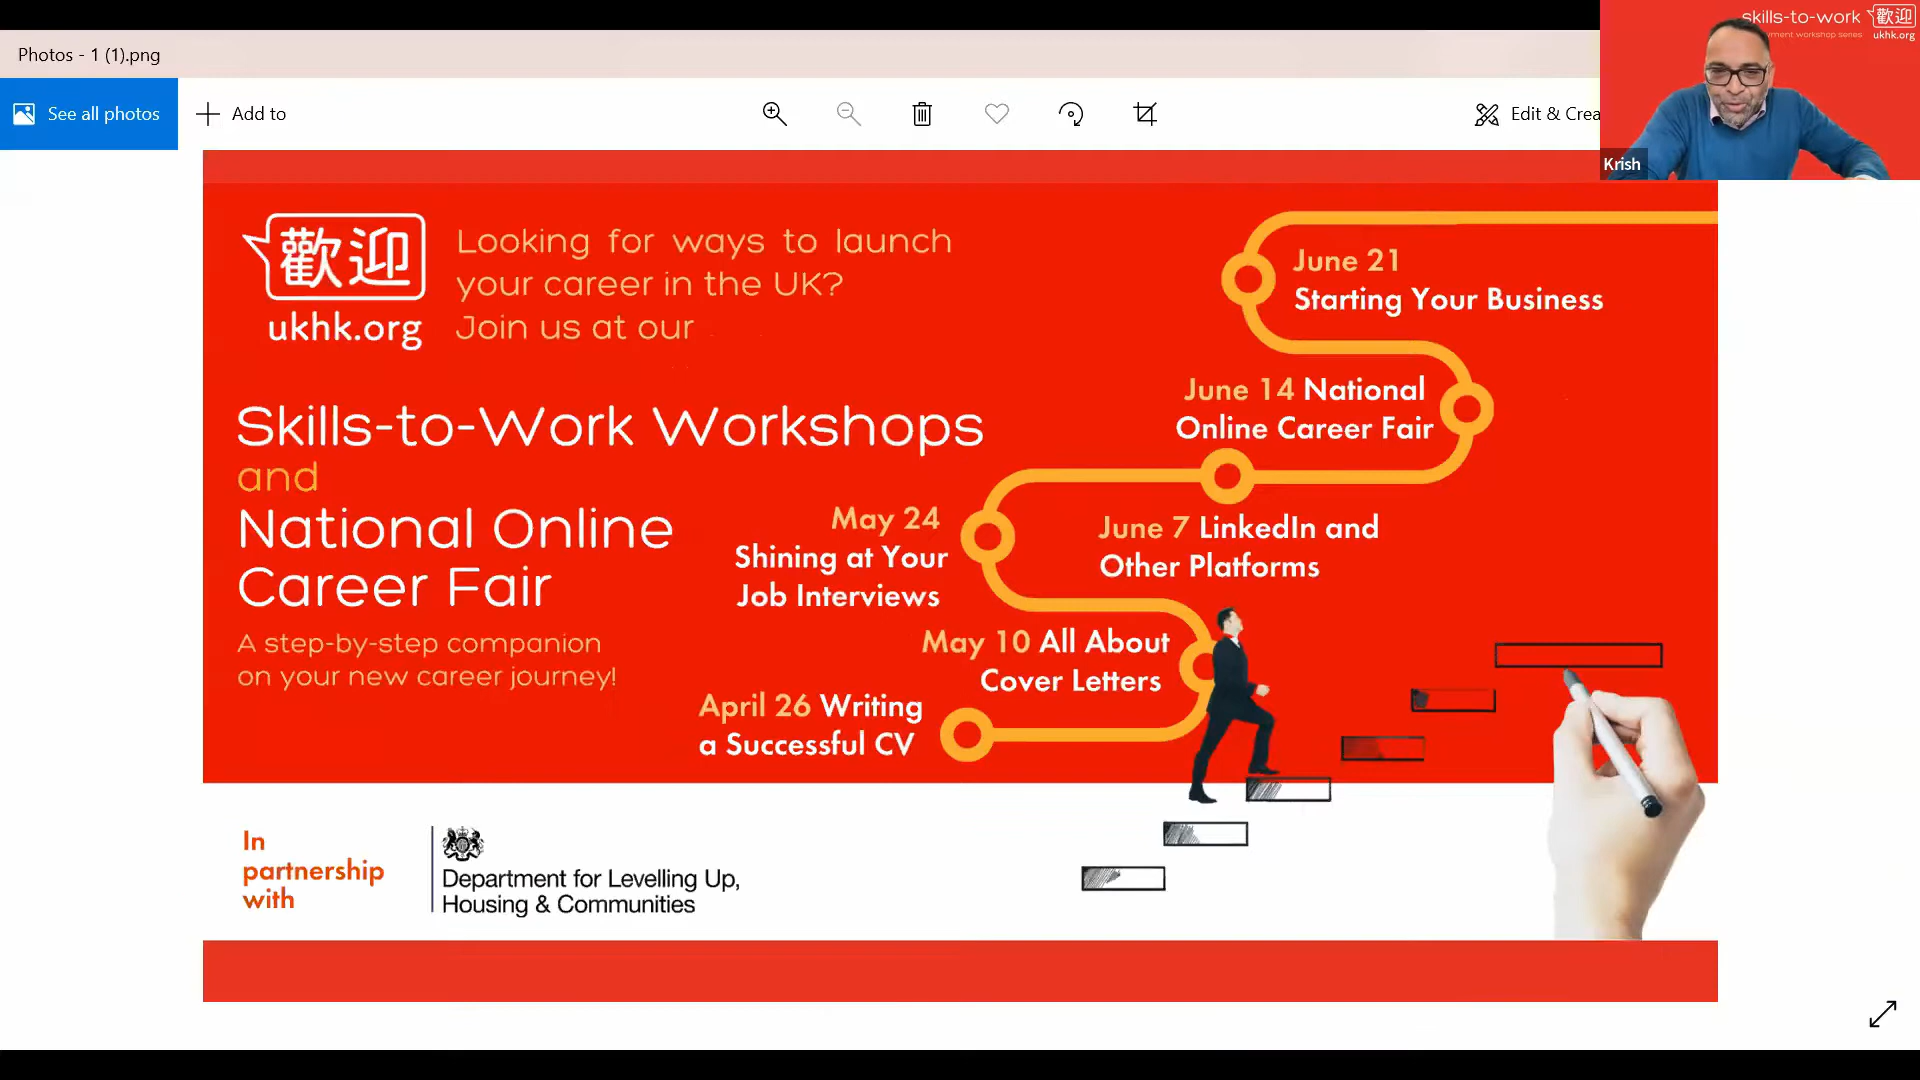 Photos - 1 (1).png
See all photos
Add to
Edit & Crea
skills-to-work
歡迎
ment workshop series
ukhk.org
Krish
歡迎
ukhk.org
Looking for ways to launch
your career in the UK?
Join us at our
Skills-to-Work Workshops
and
National Online
Career Fair
A step-by-step companion
on your new career journey!
June 21
Starting Your Business
June 14 National
Online Career Fair
May 24
Shining at Your
Job Interviews
June 7 LinkedIn and
Other Platforms
May 10 All About
Cover Letters
April 26 Writing
a Successful CV
In
partnership
with
Department for Levelling Up,
Housing & Communities